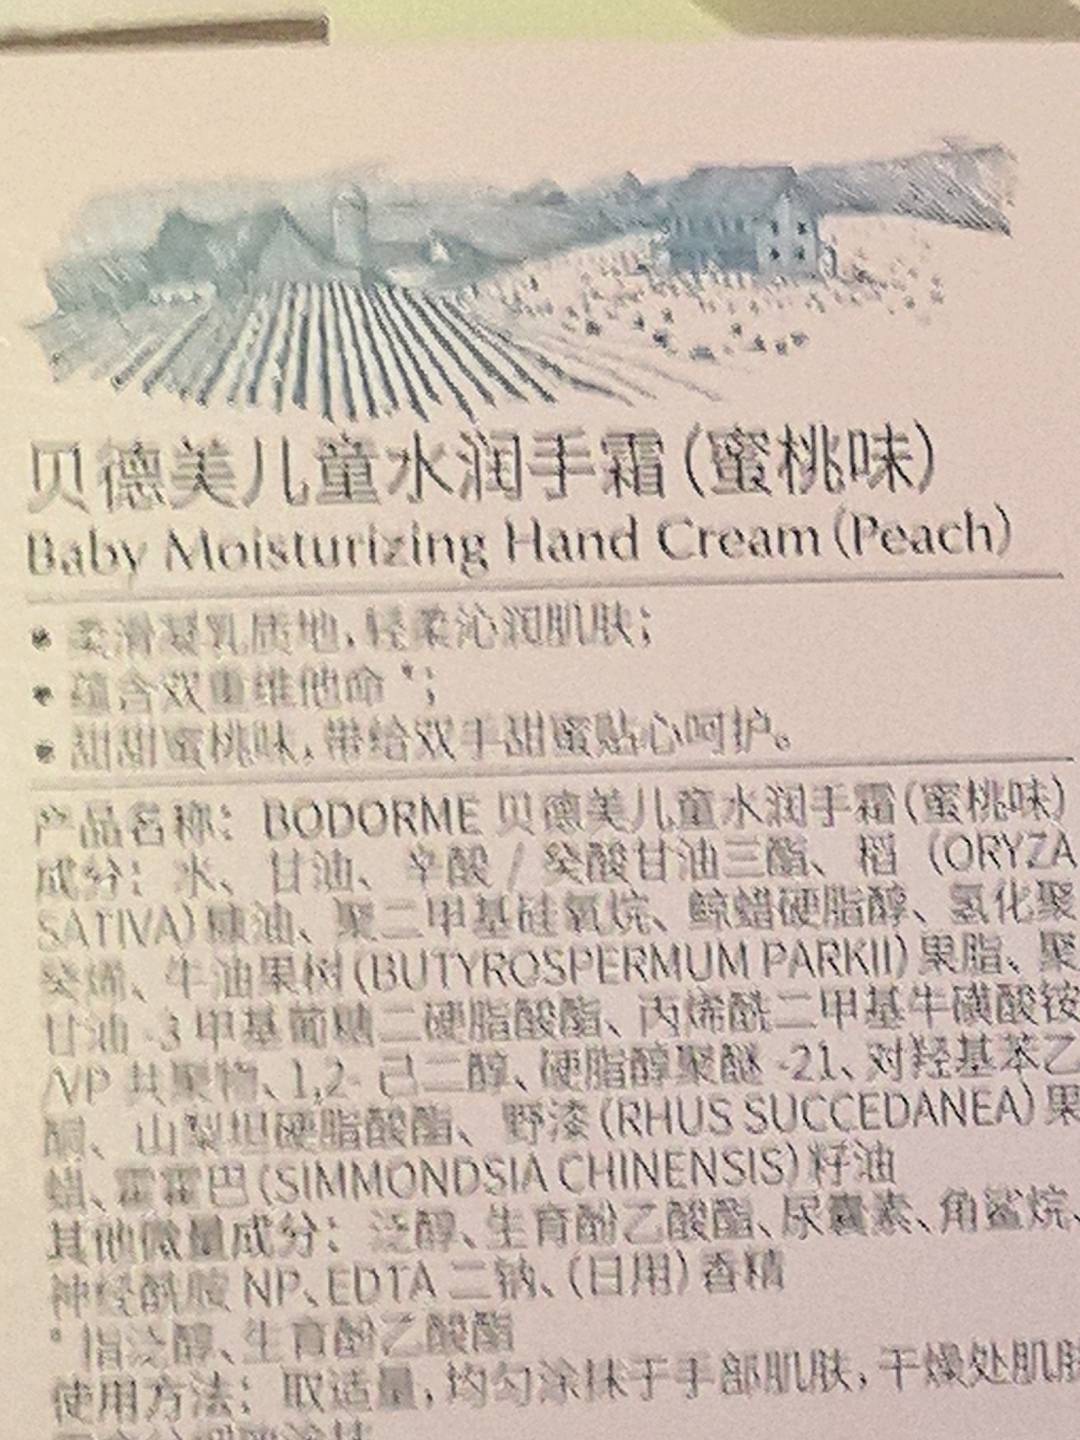 贝德美儿童水润手霜(蜜桃味)
Baby Moisturizing Hand Cream (Peach)
• 柔滑凝乳质地,轻柔沁润肌肤;
• 蕴含双重维他命*;
• 甜甜蜜桃味,带给双手甜蜜贴心呵护。
产品名称: BODORME 贝德美儿童水润手霜(蜜桃味)
成分: 水、甘油、辛酸 / 癸酸甘油三酯、稻 (ORYZA
SATIVA) 糠油、聚二甲基硅氧烷、鲸蜡硬脂醇、氢化聚
癸烯、牛油果树 (BUTYROSPERMUM PARKII) 果脂、聚
甘油 -3 甲基葡糖二硬脂酸酯、丙烯酰二甲基牛磺酸铵
/VP 共聚物、1,2- 己二醇、硬脂醇聚醚 -21、对羟基苯乙
酮、山梨坦硬脂酸酯、野漆 (RHUS SUCCEDANEA) 果
蜡、霍霍巴 (SIMMONDSIA CHINENSIS) 籽油
其他微量成分: 泛醇、生育酚乙酸酯、尿囊素、角鲨烷、
神经酰胺 NP、EDTA 二钠、(日用) 香精
* 指泛醇、生育酚乙酸酯
使用方法: 取适量,均匀涂抹于手部肌肤,干燥处肌肤